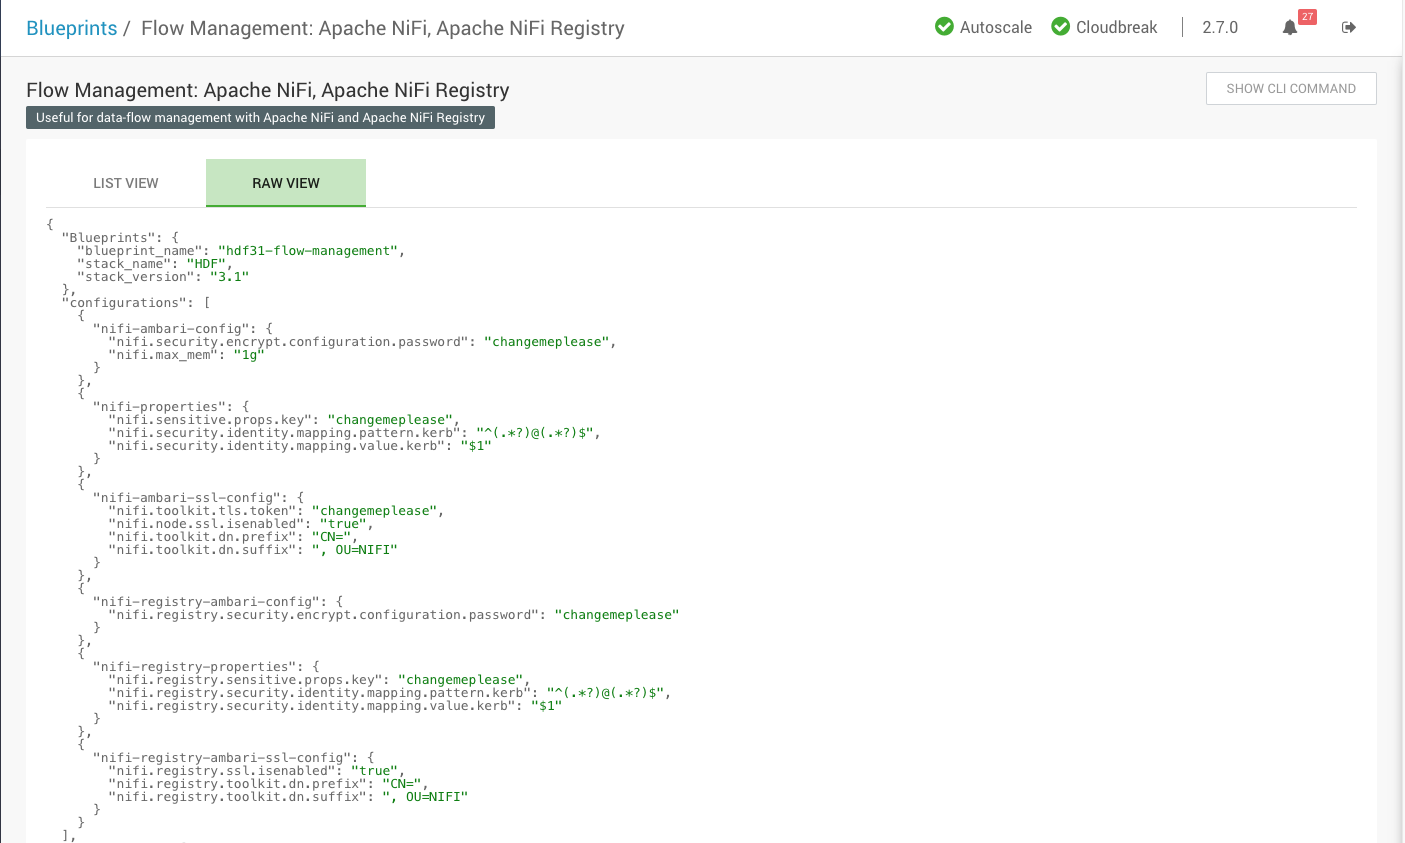 Blueprints / Flow Management: Apache NiFi, Apache NiFi Registry
Autoscale Cloudbreak 2.7.0 27
Flow Management: Apache NiFi, Apache NiFi Registry
SHOW CLI COMMAND
Useful for data-flow management with Apache NiFi and Apache NiFi Registry
LIST VIEW RAW VIEW
{
  "Blueprints": {
    "blueprint_name": "hdf31-flow-management",
    "stack_name": "HDF",
    "stack_version": "3.1"
  },
  "configurations": [
    {
      "nifi-ambari-config": {
        "nifi.security.encrypt.configuration.password": "changemeplease",
        "nifi.max_mem": "1g"
      }
    },
    {
      "nifi-properties": {
        "nifi.sensitive.props.key": "changemeplease",
        "nifi.security.identity.mapping.pattern.kerb": "^(.*?)@(.*?)$",
        "nifi.security.identity.mapping.value.kerb": "$1"
      }
    },
    {
      "nifi-ambari-ssl-config": {
        "nifi.toolkit.tls.token": "changemeplease",
        "nifi.node.ssl.isenabled": "true",
        "nifi.toolkit.dn.prefix": "CN=",
        "nifi.toolkit.dn.suffix": ", OU=NIFI"
      }
    },
    {
      "nifi-registry-ambari-config": {
        "nifi.registry.security.encrypt.configuration.password": "changemeplease"
      }
    },
    {
      "nifi-registry-properties": {
        "nifi.registry.sensitive.props.key": "changemeplease",
        "nifi.registry.security.identity.mapping.pattern.kerb": "^(.*?)@(.*?)$",
        "nifi.registry.security.identity.mapping.value.kerb": "$1"
      }
    },
    {
      "nifi-registry-ambari-ssl-config": {
        "nifi.registry.ssl.isenabled": "true",
        "nifi.registry.toolkit.dn.prefix": "CN=",
        "nifi.registry.toolkit.dn.suffix": ", OU=NIFI"
      }
    }
  ],